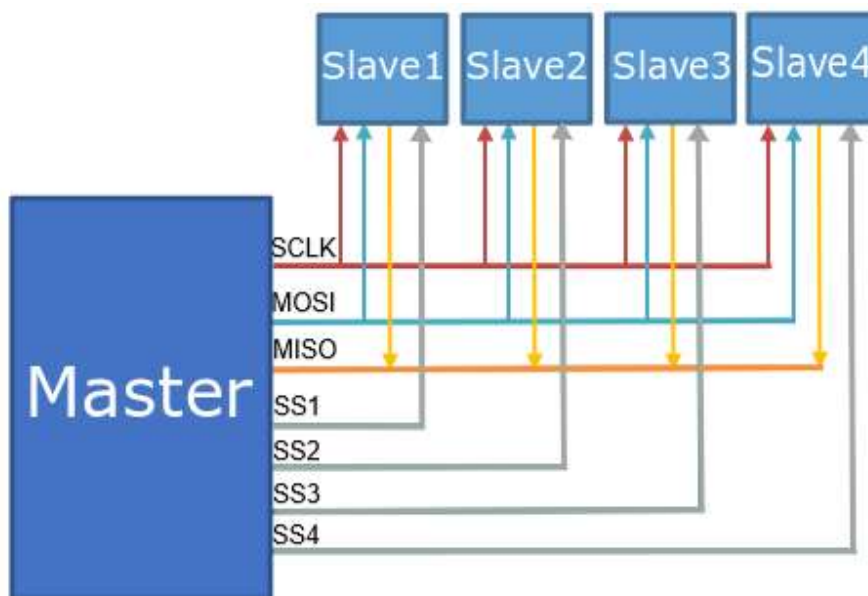 Slave1
Slave2
Slave3
Slave4
Master
SCLK
MOSI
MISO
SS1
SS2
SS3
SS4